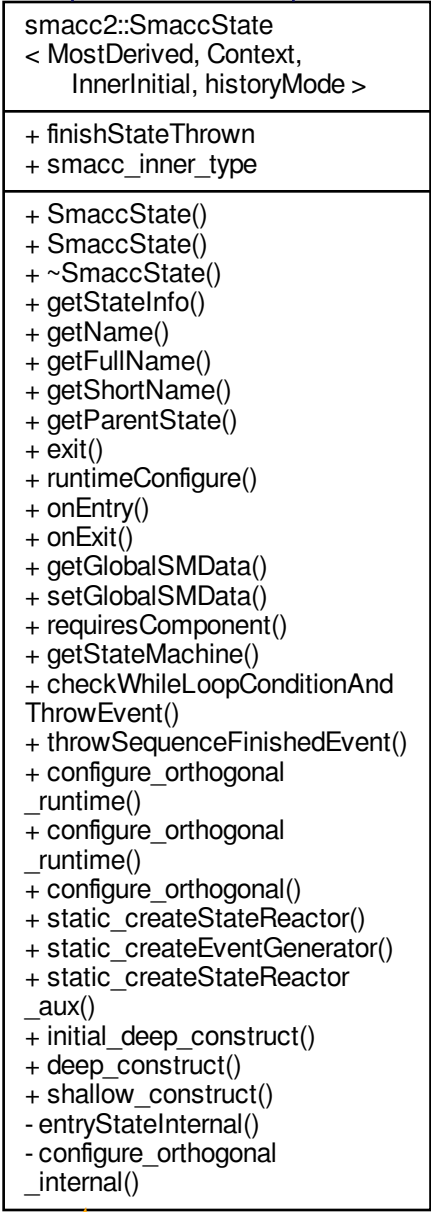 smacc2::SmaccState
< MostDerived, Context,
InnerInitial, historyMode >
+ finishStateThrown
+ smacc_inner_type
+ SmaccState()
+ SmaccState()
+ ~SmaccState()
+ getStateInfo()
+ getName()
+ getFullName()
+ getShortName()
+ getParentState()
+ exit()
+ runtimeConfigure()
+ onEntry()
+ onExit()
+ getGlobalSMData()
+ setGlobalSMData()
+ requiresComponent()
+ getStateMachine()
+ checkWhileLoopConditionAnd
ThrowEvent()
+ throwSequenceFinishedEvent()
+ configure_orthogonal
_runtime()
+ configure_orthogonal
_runtime()
+ configure_orthogonal()
+ static_createStateReactor()
+ static_createEventGenerator()
+ static_createStateReactor
_aux()
+ initial_deep_construct()
+ deep_construct()
+ shallow_construct()
- entryStateInternal()
- configure_orthogonal
_internal()